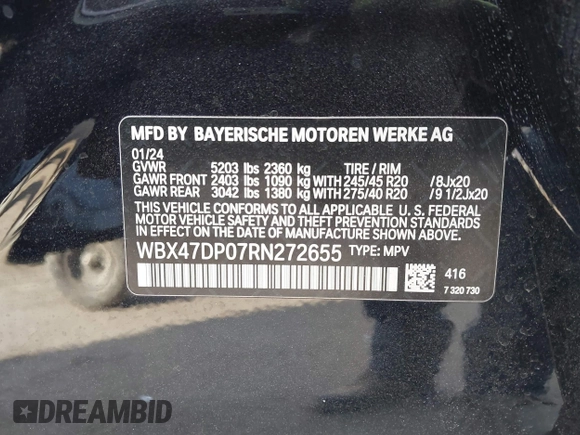 MFD BY BAYERISCHE MOTOREN WERKE AG
01/24
GVWR 5203 lbs 2360 kg TIRE / RIM
GAWR FRONT 2403 lbs 1090 kg WITH 245/45 R20 /8Jx20
GAWR REAR 3042 lbs 1380 kg WITH 275/40 R20 /9 1/2Jx20
THIS VEHICLE CONFORMS TO ALL APPLICABLE U. S. FEDERAL
MOTOR VEHICLE SAFETY AND THEFT PREVENTION STANDARDS
IN EFFECT ON THE DATE OF MANUFACTURE SHOWN ABOVE.
WBX47DP07RN272655 TYPE: MPV
416
7 320 730
DREAMBID